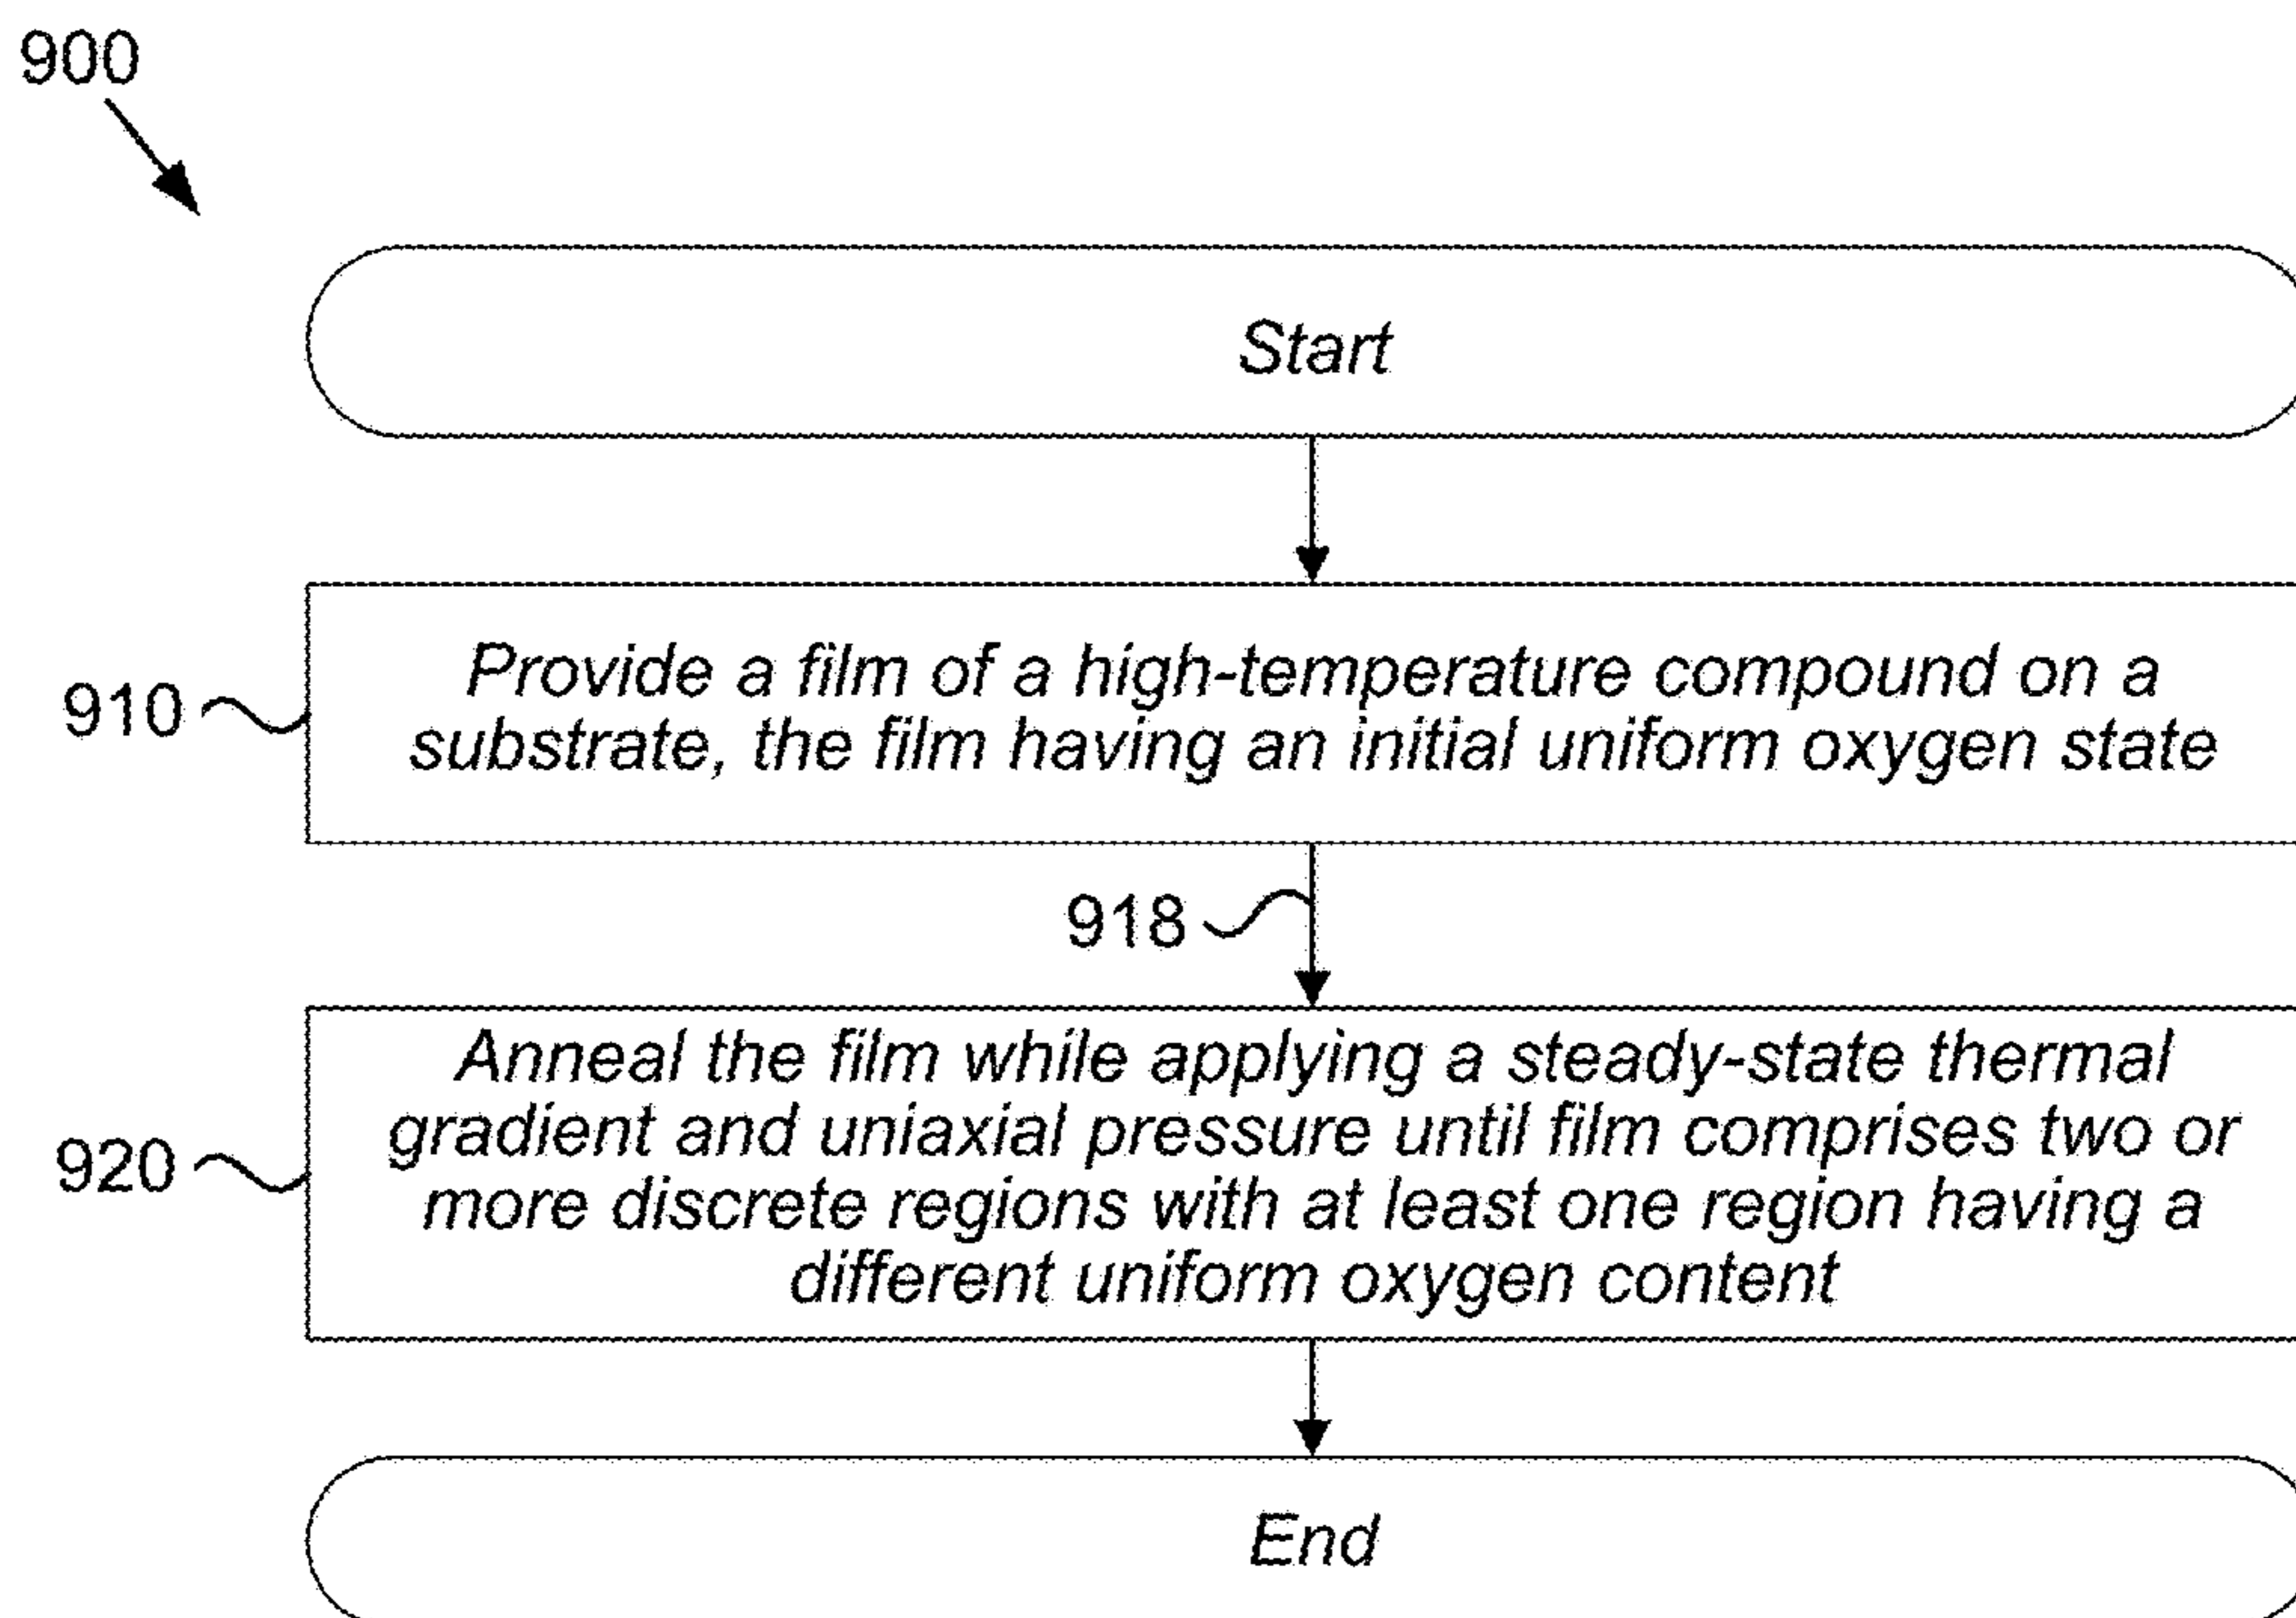 900
Start
910
Provide a film of a high-temperature compound on a
substrate, the film having an initial uniform oxygen state
918
920
Anneal the film while applying a steady-state thermal
gradient and uniaxial pressure until film comprises two or
more discrete regions with at least one region having a
different uniform oxygen content
End